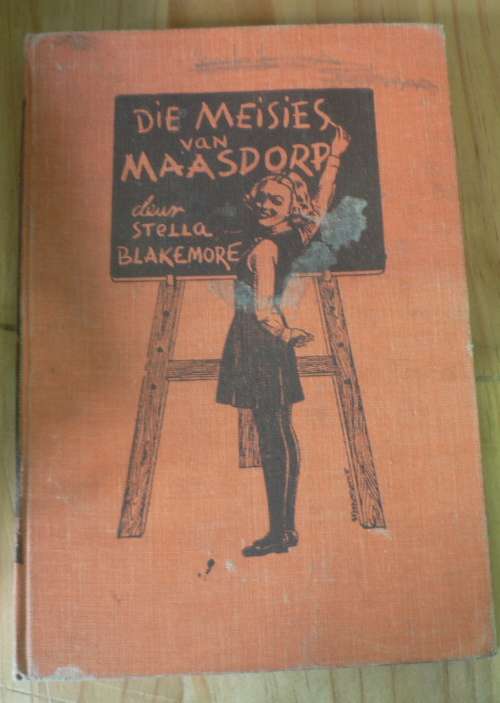 DIE MEISIES
VAN
MAASDORP
deur
STELLA
BLAKEMORE